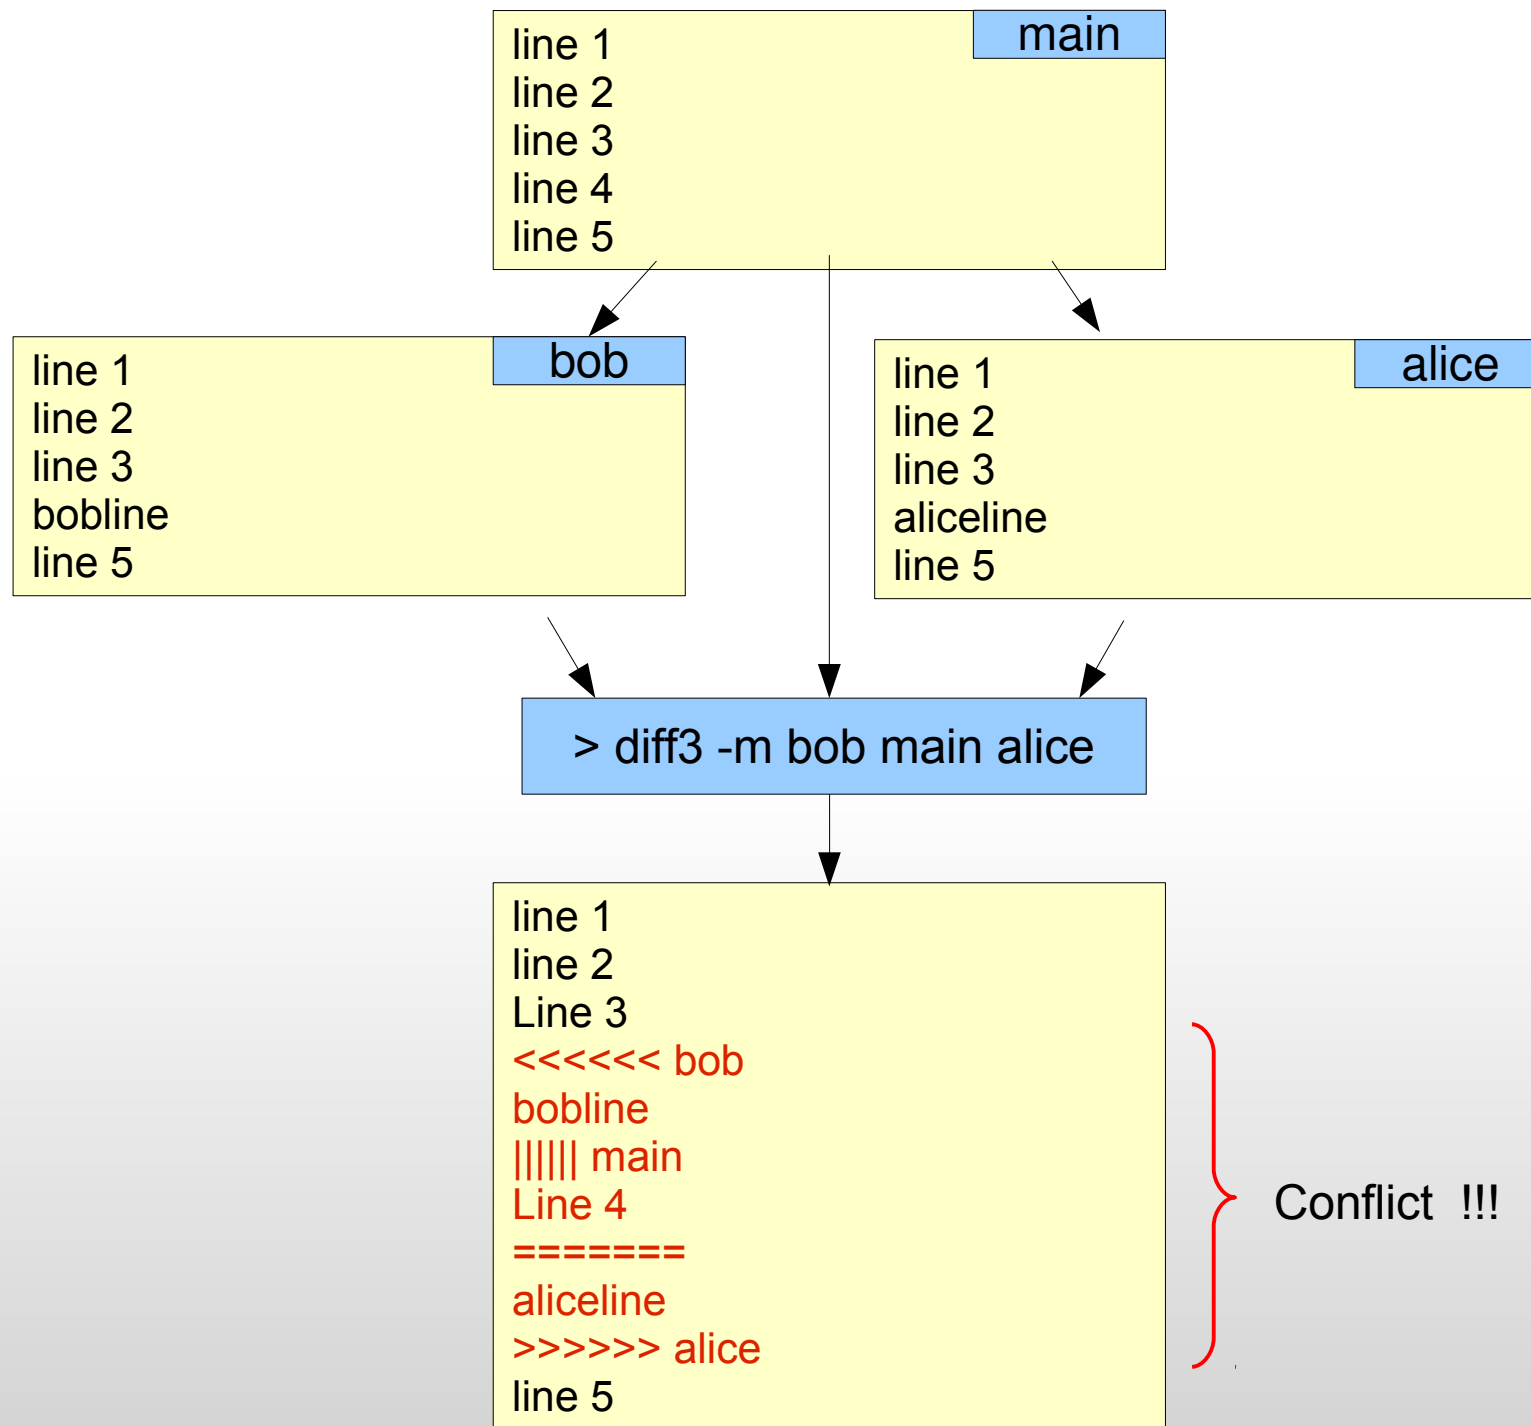 main
line 1
line 2
line 3
line 4
line 5
bob
line 1
line 2
line 3
bobline
line 5
alice
line 1
line 2
line 3
aliceline
line 5
> diff3 -m bob main alice
line 1
line 2
Line 3
<<<<<< bob
bobline
|||||| main
Line 4
=======
aliceline
>>>>>> alice
line 5
Conflict !!!